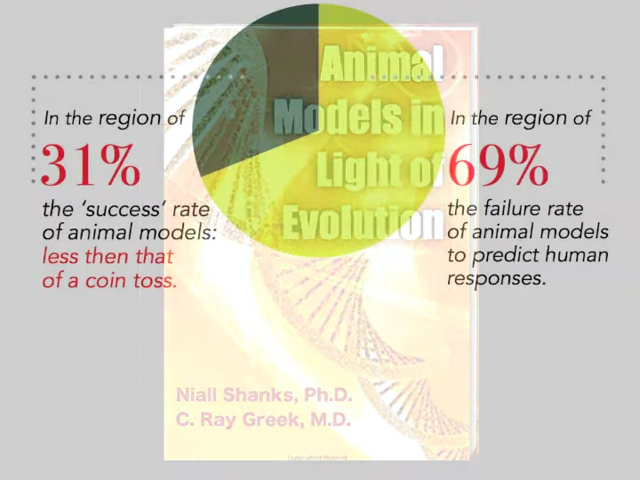 Animal
Models in
Light of
Evolution
In the region of
31%
the ‘success’ rate
of animal models:
less then that
of a coin toss.
In the region of
69%
the failure rate
of animal models
to predict human
responses.
Niall Shanks, Ph.D.
C. Ray Greek, M.D.